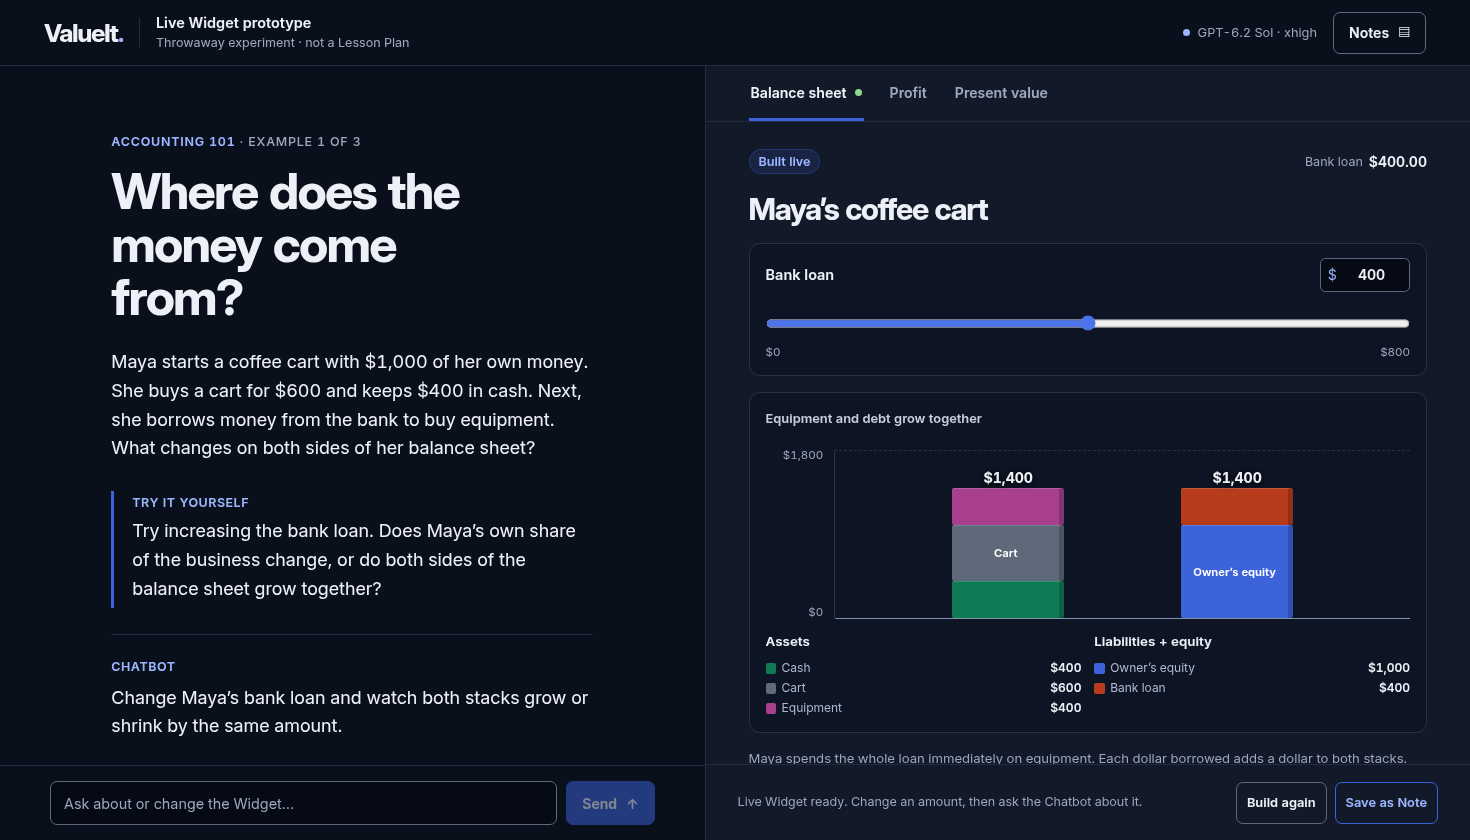 ValueIt.
Live Widget prototype
Throwaway experiment · not a Lesson Plan
GPT-6.2 Sol · xhigh
Notes
ACCOUNTING 101 · EXAMPLE 1 OF 3
Where does the
money come
from?
Maya starts a coffee cart with $1,000 of her own money.
She buys a cart for $600 and keeps $400 in cash. Next,
she borrows money from the bank to buy equipment.
What changes on both sides of her balance sheet?
TRY IT YOURSELF
Try increasing the bank loan. Does Maya’s own share
of the business change, or do both sides of the
balance sheet grow together?
CHATBOT
Change Maya’s bank loan and watch both stacks grow or
shrink by the same amount.
Ask about or change the Widget...
Send ↑
Balance sheet
Profit
Present value
Built live
Bank loan $400.00
Maya’s coffee cart
Bank loan
$ 400
$0
$800
Equipment and debt grow together
$1,800
$1,400
$1,400
Cart
Owner’s equity
$0
Assets
Cash $400
Cart $600
Equipment $400
Liabilities + equity
Owner’s equity $1,000
Bank loan $400
Maya spends the whole loan immediately on equipment. Each dollar borrowed adds a dollar to both stacks.
Live Widget ready. Change an amount, then ask the Chatbot about it.
Build again
Save as Note